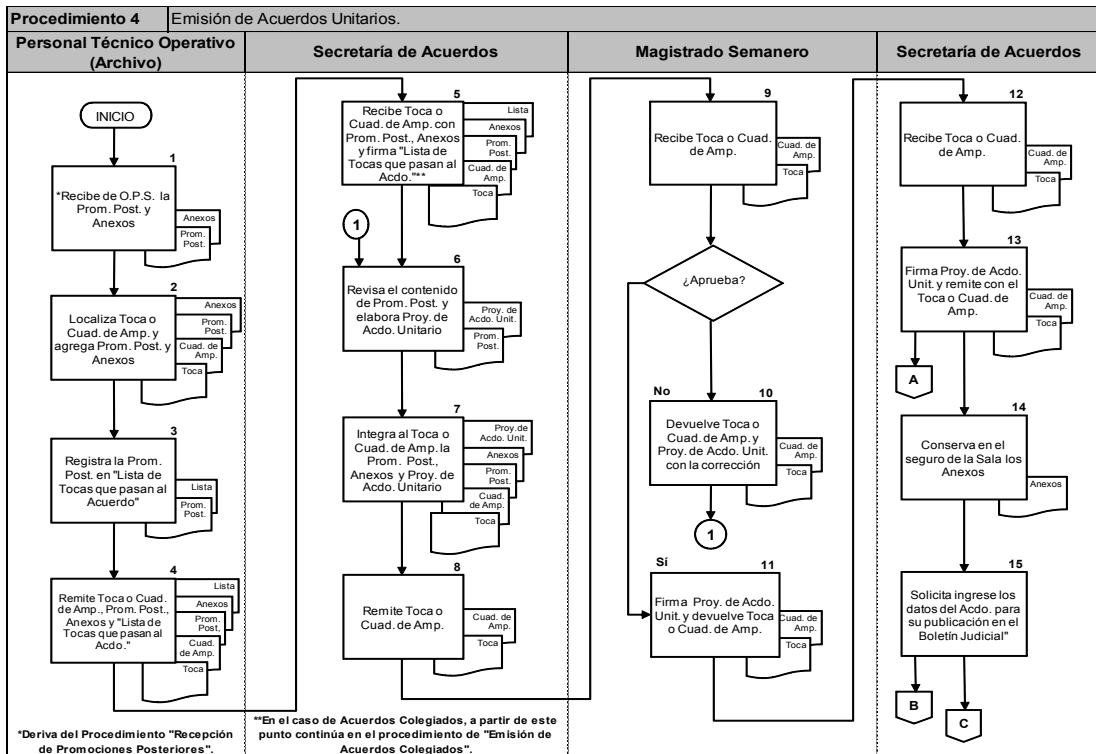 Procedimiento 4
Emisión de Acuerdos Unitarios.
Personal Técnico Operativo
(Archivo)
Secretaría de Acuerdos
Magistrado Semanero
Secretaría de Acuerdos
INICIO
1
*Recibe de O.P.S. la
Prom. Post. y
Anexos
Anexos
Prom.
Post.
2
Localiza Toca o
Cuad. de Amp. y
agrega Prom. Post. y
Anexos
Anexos
Prom.
Post.
Cuad. de
Amp.
Toca
3
Registra la Prom.
Post. en "Lista de
Tocas que pasan al
Acuerdo"
Lista
Prom.
Post.
4
Remite Toca o Cuad.
de Amp., Prom. Post.,
Anexos y "Lista de
Tocas que pasan al
Acdo."
Lista
Anexos
Prom.
Post,
Cuad.
de Amp.
Toca
*Deriva del Procedimiento "Recepción
de Promociones Posteriores".
5
Recibe Toca o
Cuad. de Amp. con
Prom. Post., Anexos
y firma "Lista de
Tocas que pasan al
Acdo."**
Lista
Anexos
Prom.
Post.
Cuad. de
Amp.
Toca
1
6
Revisa el contenido
de Prom. Post. y
elabora Proy. de
Acdo. Unitario
Proy. de
Acdo. Unit.
Prom.
Post.
7
Integra al Toca o
Cuad. de Amp. la
Prom. Post.,
Anexos y Proy. de
Acdo. Unitario
Proy.de
Acdo. Unit.
Anexos
Prom.
Post.
Cuad.
de Amp.
Toca
8
Remite Toca o
Cuad. de Amp.
Cuad. de
Amp.
Toca
**En el caso de Acuerdos Colegiados, a partir de este
punto continúa en el procedimiento de "Emisión de
Acuerdos Colegiados".
9
Recibe Toca o Cuad.
de Amp.
Cuad. de
Amp.
Toca
¿Aprueba?
No
10
Devuelve Toca o
Cuad. de Amp. y
Proy. de Acdo. Unit.
con la corrección
Cuad. de
Amp.
Toca
1
Sí
11
Firma Proy. de Acdo.
Unit. y devuelve Toca
o Cuad. de Amp.
Cuad. de
Amp.
Toca
12
Recibe Toca o Cuad.
de Amp.
Cuad. de
Amp.
Toca
13
Firma Proy. de Acdo.
Unit. y remite con el
Toca o Cuad. de
Amp.
Cuad. de
Amp.
Toca
A
14
Conserva en el
seguro de la Sala los
Anexos
Anexos
15
Solicita ingrese los
datos del Acdo. para
su publicación en el
Boletín Judicial"
B
C